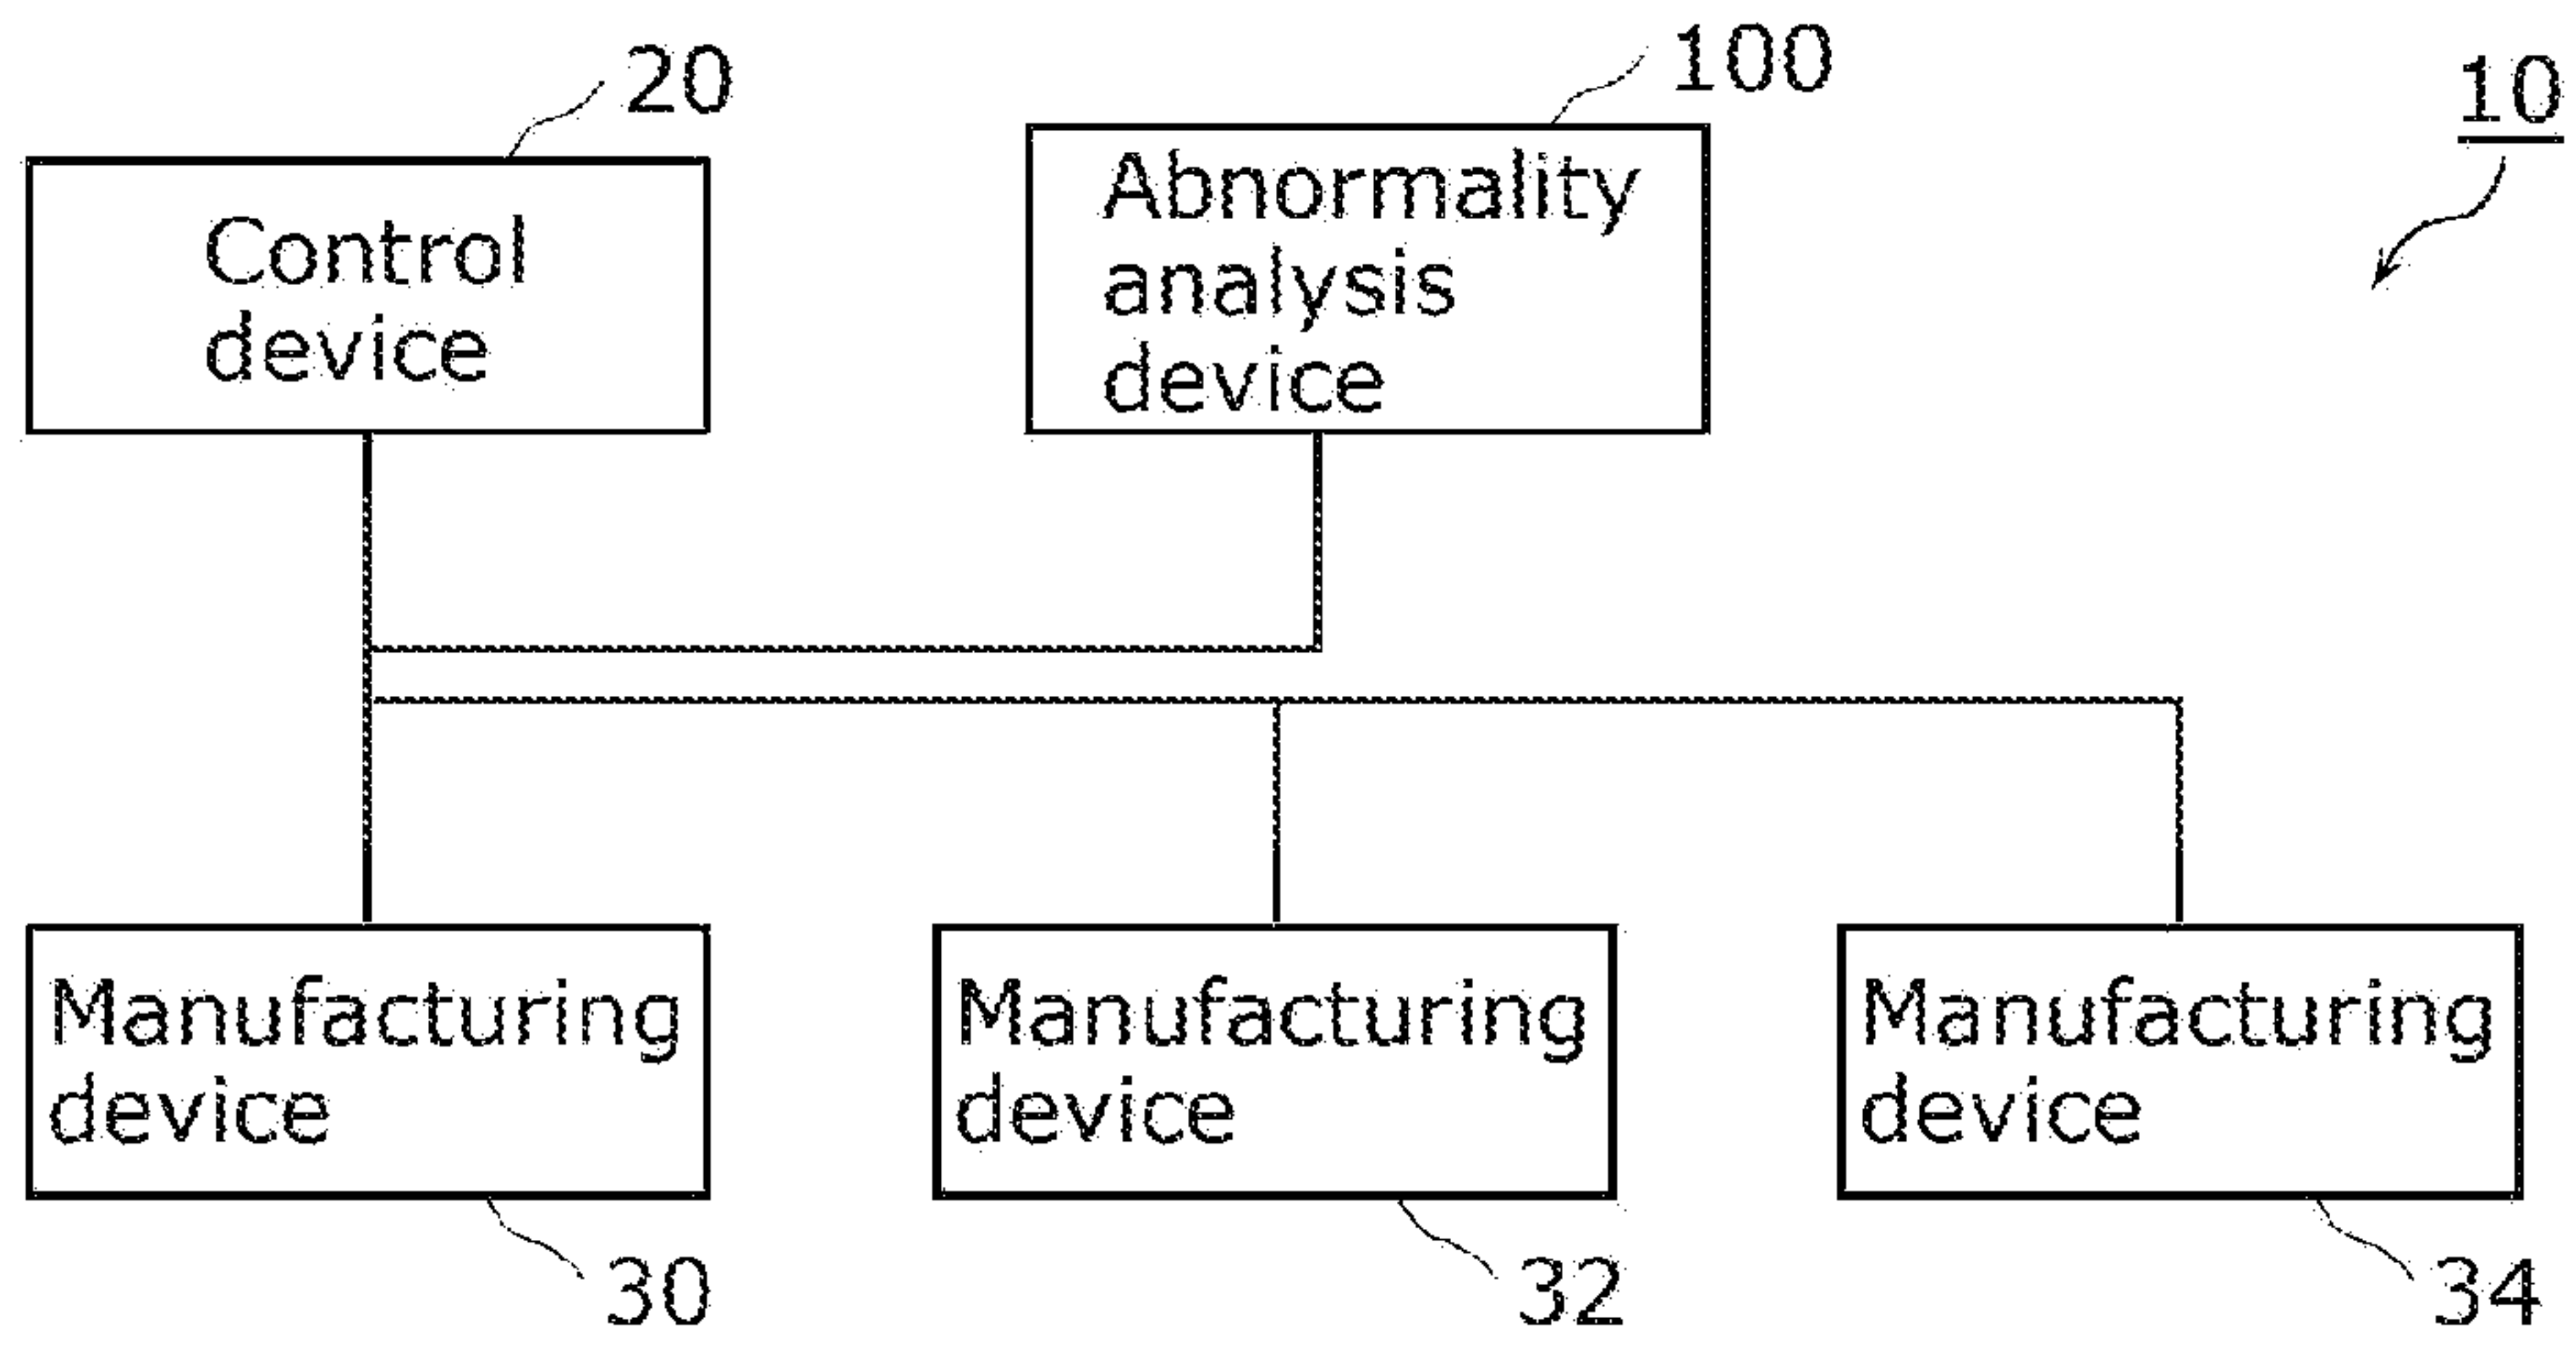 20
100
10
Control
device
Abnormality
analysis
device
Manufacturing
device
Manufacturing
device
Manufacturing
device
30
32
34